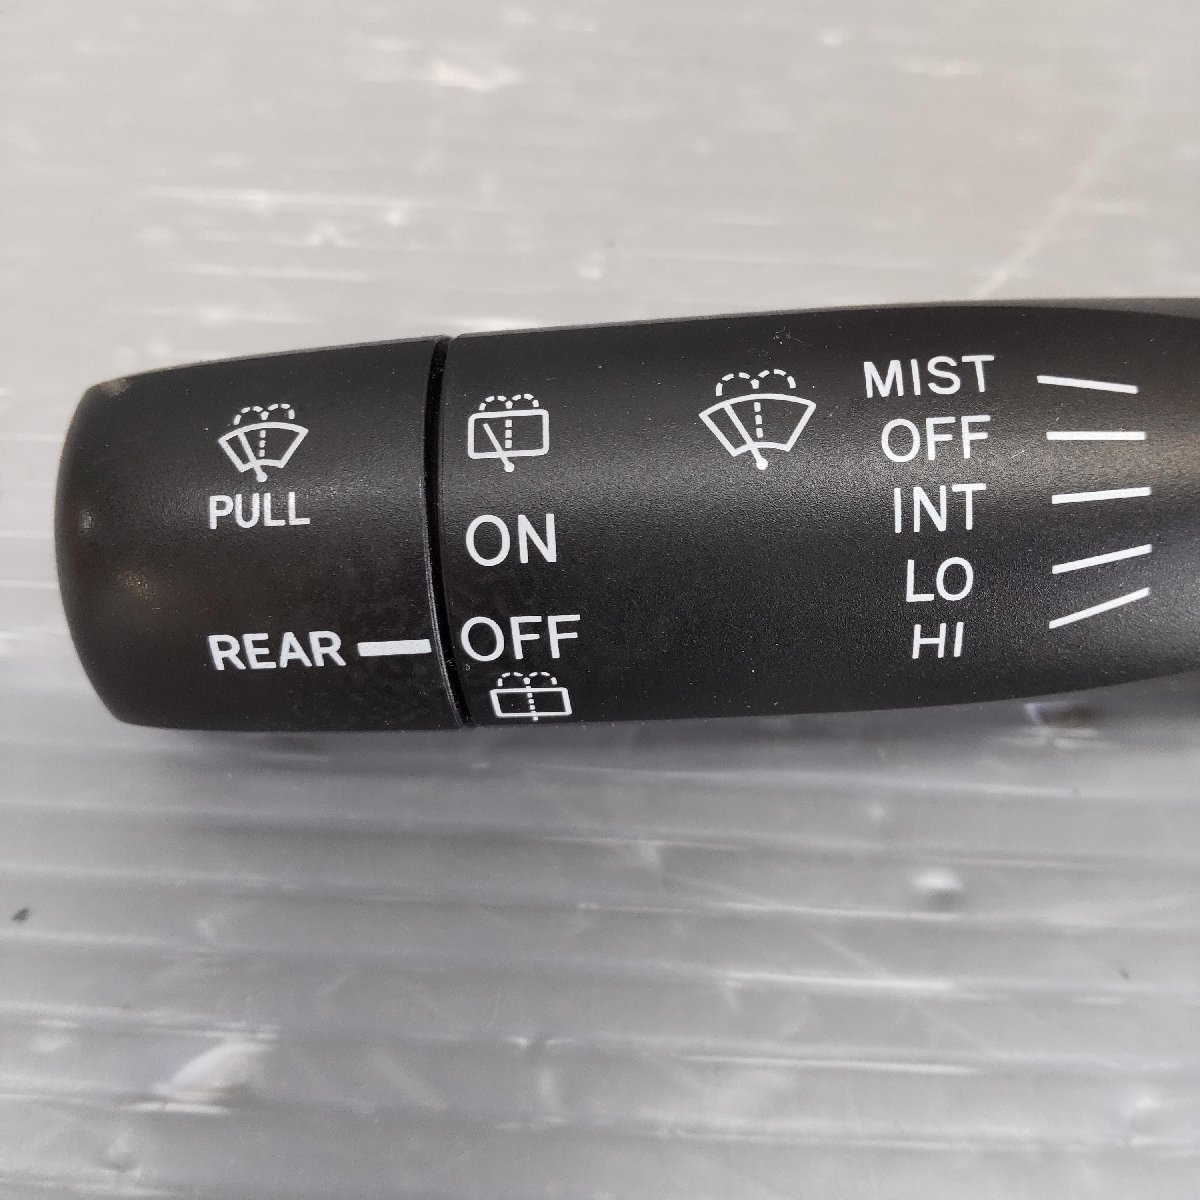 PULL
REAR
ON
OFF
MIST
OFF
INT
LO
HI